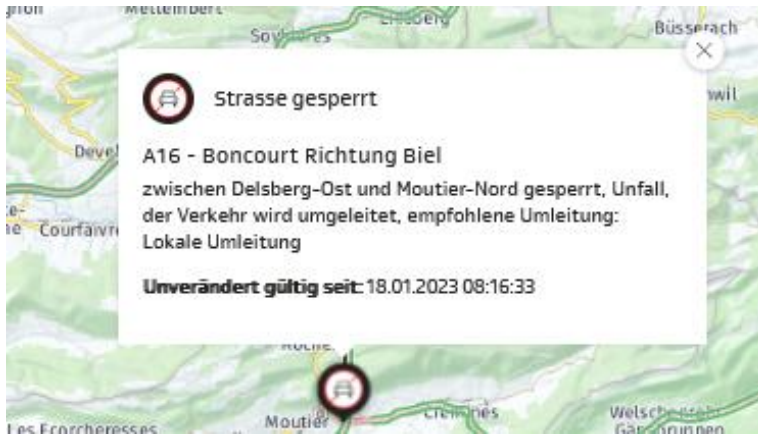 Mettembert
Büsserach
Strasse gesperrt
A16 - Boncourt Richtung Biel
zwischen Delsberg-Ost und Moutier-Nord gesperrt, Unfall,
der Verkehr wird umgeleitet, empfohlene Umleitung:
Lokale Umleitung
Unverändert gültig seit: 18.01.2023 08:16:33
Moutier
Les Ecorcheresses